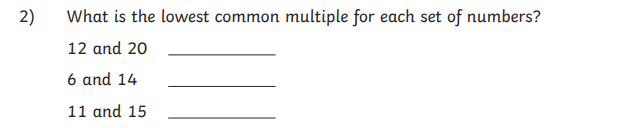 2) What is the lowest common multiple for each set of numbers?
12 and 20
6 and 14
11 and 15